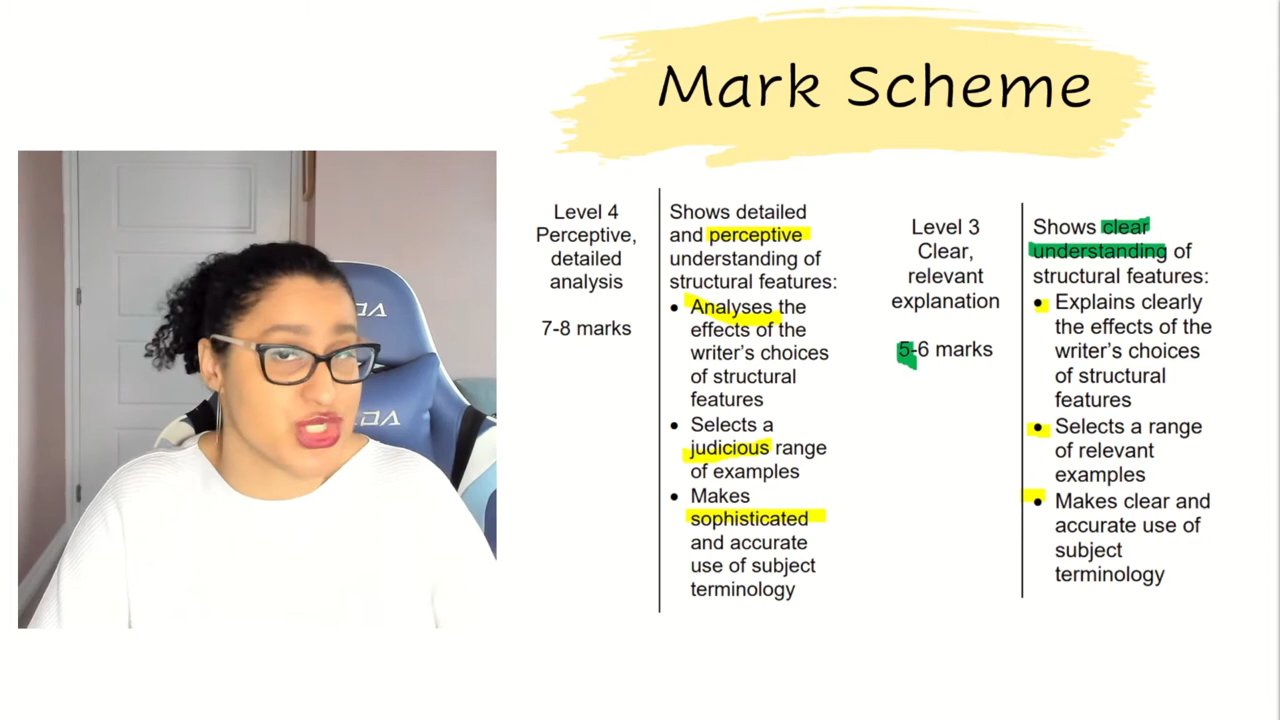 Mark Scheme
Level 4
Perceptive,
detailed
analysis
7-8 marks
Shows detailed
and perceptive
understanding of
structural features:
• Analyses the
effects of the
writer's choices
of structural
features
• Selects a
judicious range
of examples
• Makes
sophisticated
and accurate
use of subject
terminology
Level 3
Clear,
relevant
explanation
5-6 marks
Shows clear
understanding of
structural features:
• Explains clearly
the effects of the
writer's choices
of structural
features
• Selects a range
of relevant
examples
• Makes clear and
accurate use of
subject
terminology